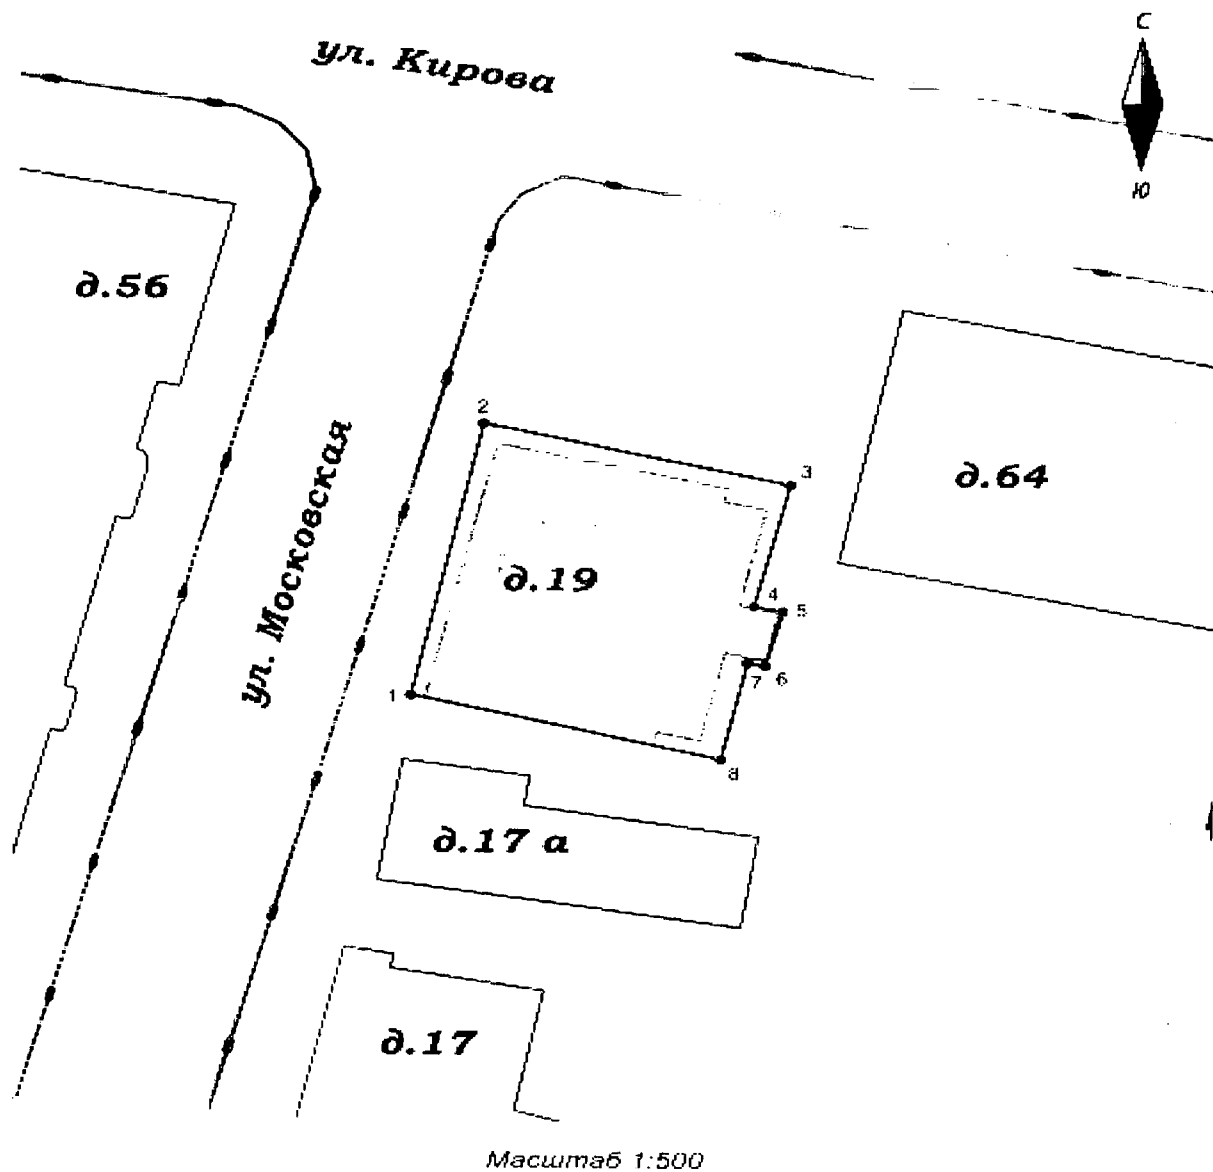 С
ул. Кирова
Ю
д.56
2
3
д.64
ул. Московская
д.19
4
5
7
6
1
8
д.17 а
д.17
Масштаб 1:500